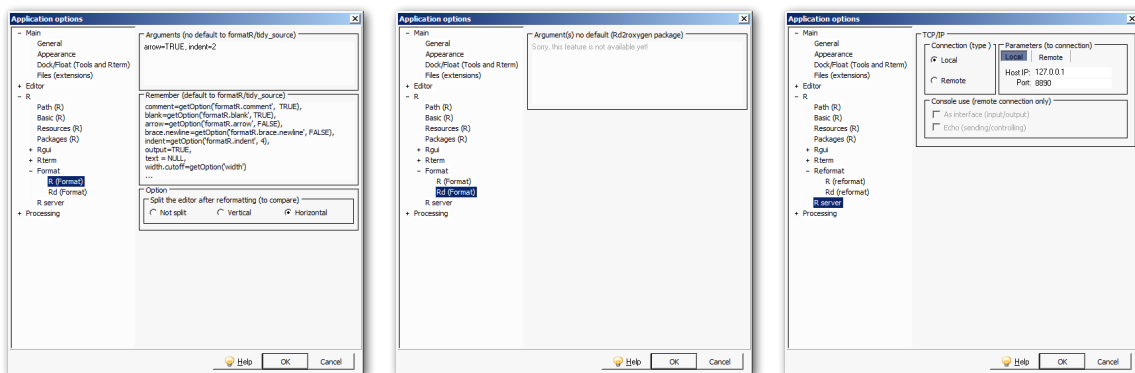 Application options
- Main
General
Appearance
Dock/Float (Tools and Rterm)
Files (extensions)
+ Editor
- R
Path (R)
Basic (R)
Resources (R)
Packages (R)
+ Rgui
+ Rterm
- Format
R (Format)
Rd (Format)
R server
+ Processing
Arguments (no default to formatR/tidy_source)
arrow=TRUE, indent=2
Remember (default to formatR/tidy_source)
comment=getOption('formatR.comment', TRUE),
blank=getOption('formatR.blank', TRUE),
arrow=getOption('formatR.arrow', FALSE),
brace.newline=getOption('formatR.brace.newline', FALSE),
indent=getOption('formatR.indent', 4),
output=TRUE,
text = NULL,
width.cutoff=getOption('width')
...
Option
Split the editor after reformatting (to compare)
Not split Vertical Horizontal
Help OK Cancel
Application options
- Main
General
Appearance
Dock/Float (Tools and Rterm)
Files (extensions)
+ Editor
- R
Path (R)
Basic (R)
Resources (R)
Packages (R)
+ Rgui
+ Rterm
- Format
R (Format)
Rd (Format)
R server
+ Processing
Argument(s) no default (Rd2roxygen package)
Sorry, this feature is not available yet!
Help OK Cancel
Application options
- Main
General
Appearance
Dock/Float (Tools and Rterm)
Files (extensions)
+ Editor
- R
Path (R)
Basic (R)
Resources (R)
Packages (R)
+ Rgui
+ Rterm
- Reformat
R (reformat)
Rd (reformat)
R server
+ Processing
TCP/IP
Connection (type )
Local
Remote
Parameters (to connection)
Local Remote
Host IP: 127.0.0.1
Port: 8890
Console use (remote connection only)
As interface (input/output)
Echo (sending/controlling)
Help OK Cancel